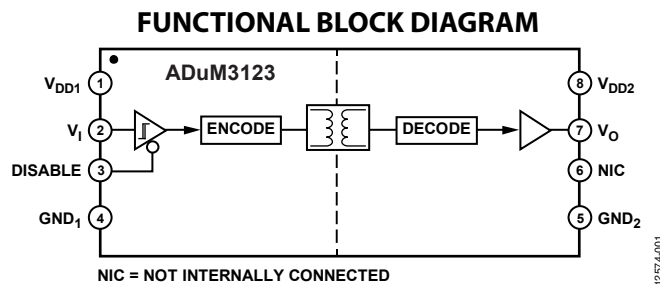 FUNCTIONAL BLOCK DIAGRAM
ADuM3123
VDD1 1
8 VDD2
VI 2
ENCODE
DECODE
7 VO
DISABLE 3
6 NIC
GND1 4
5 GND2
NIC = NOT INTERNALLY CONNECTED
12574-001